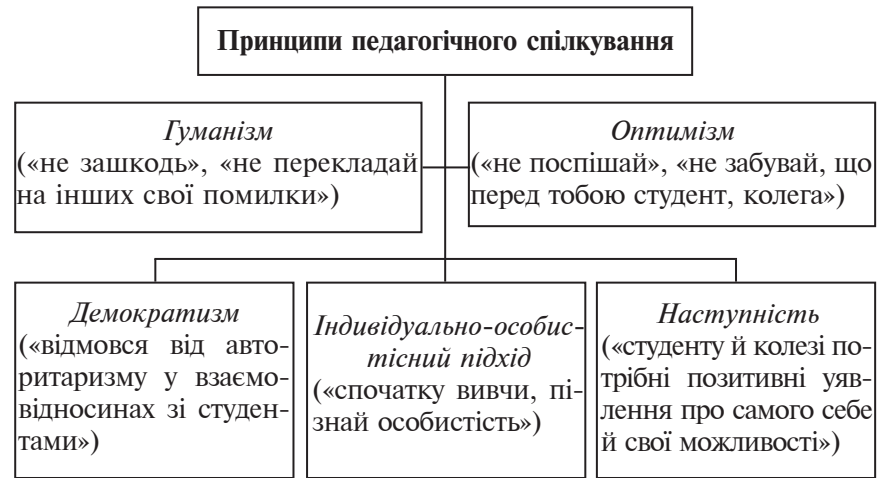 Принципи педагогічного спілкування
Гуманізм
(«не зашкодь», «не перекладай
на інших свої помилки»)
Оптимізм
(«не поспішай», «не забувай, що
перед тобою студент, колега»)
Демократизм
(«відмовся від авто-
ритаризму у взаємо-
відносинах зі студен-
тами»)
Індивідуально-особис-
тісний підхід
(«спочатку вивчи, пі-
знай особистість»)
Наступність
(«студенту й колезі по-
трібні позитивні уяв-
лення про самого себе
й свої можливості»)